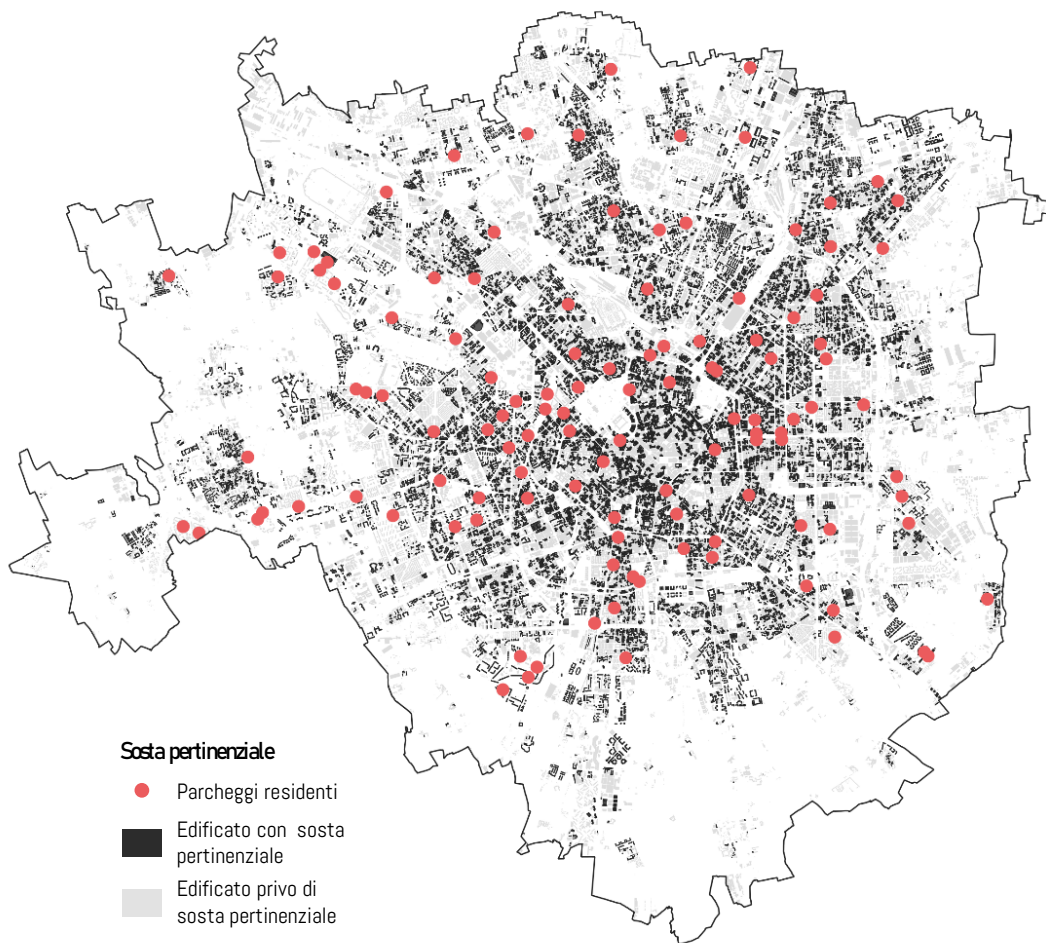 Sosta pertinenziale
Parcheggi residenti
Edificato con sosta
pertinenziale
Edificato privo di
sosta pertinenziale